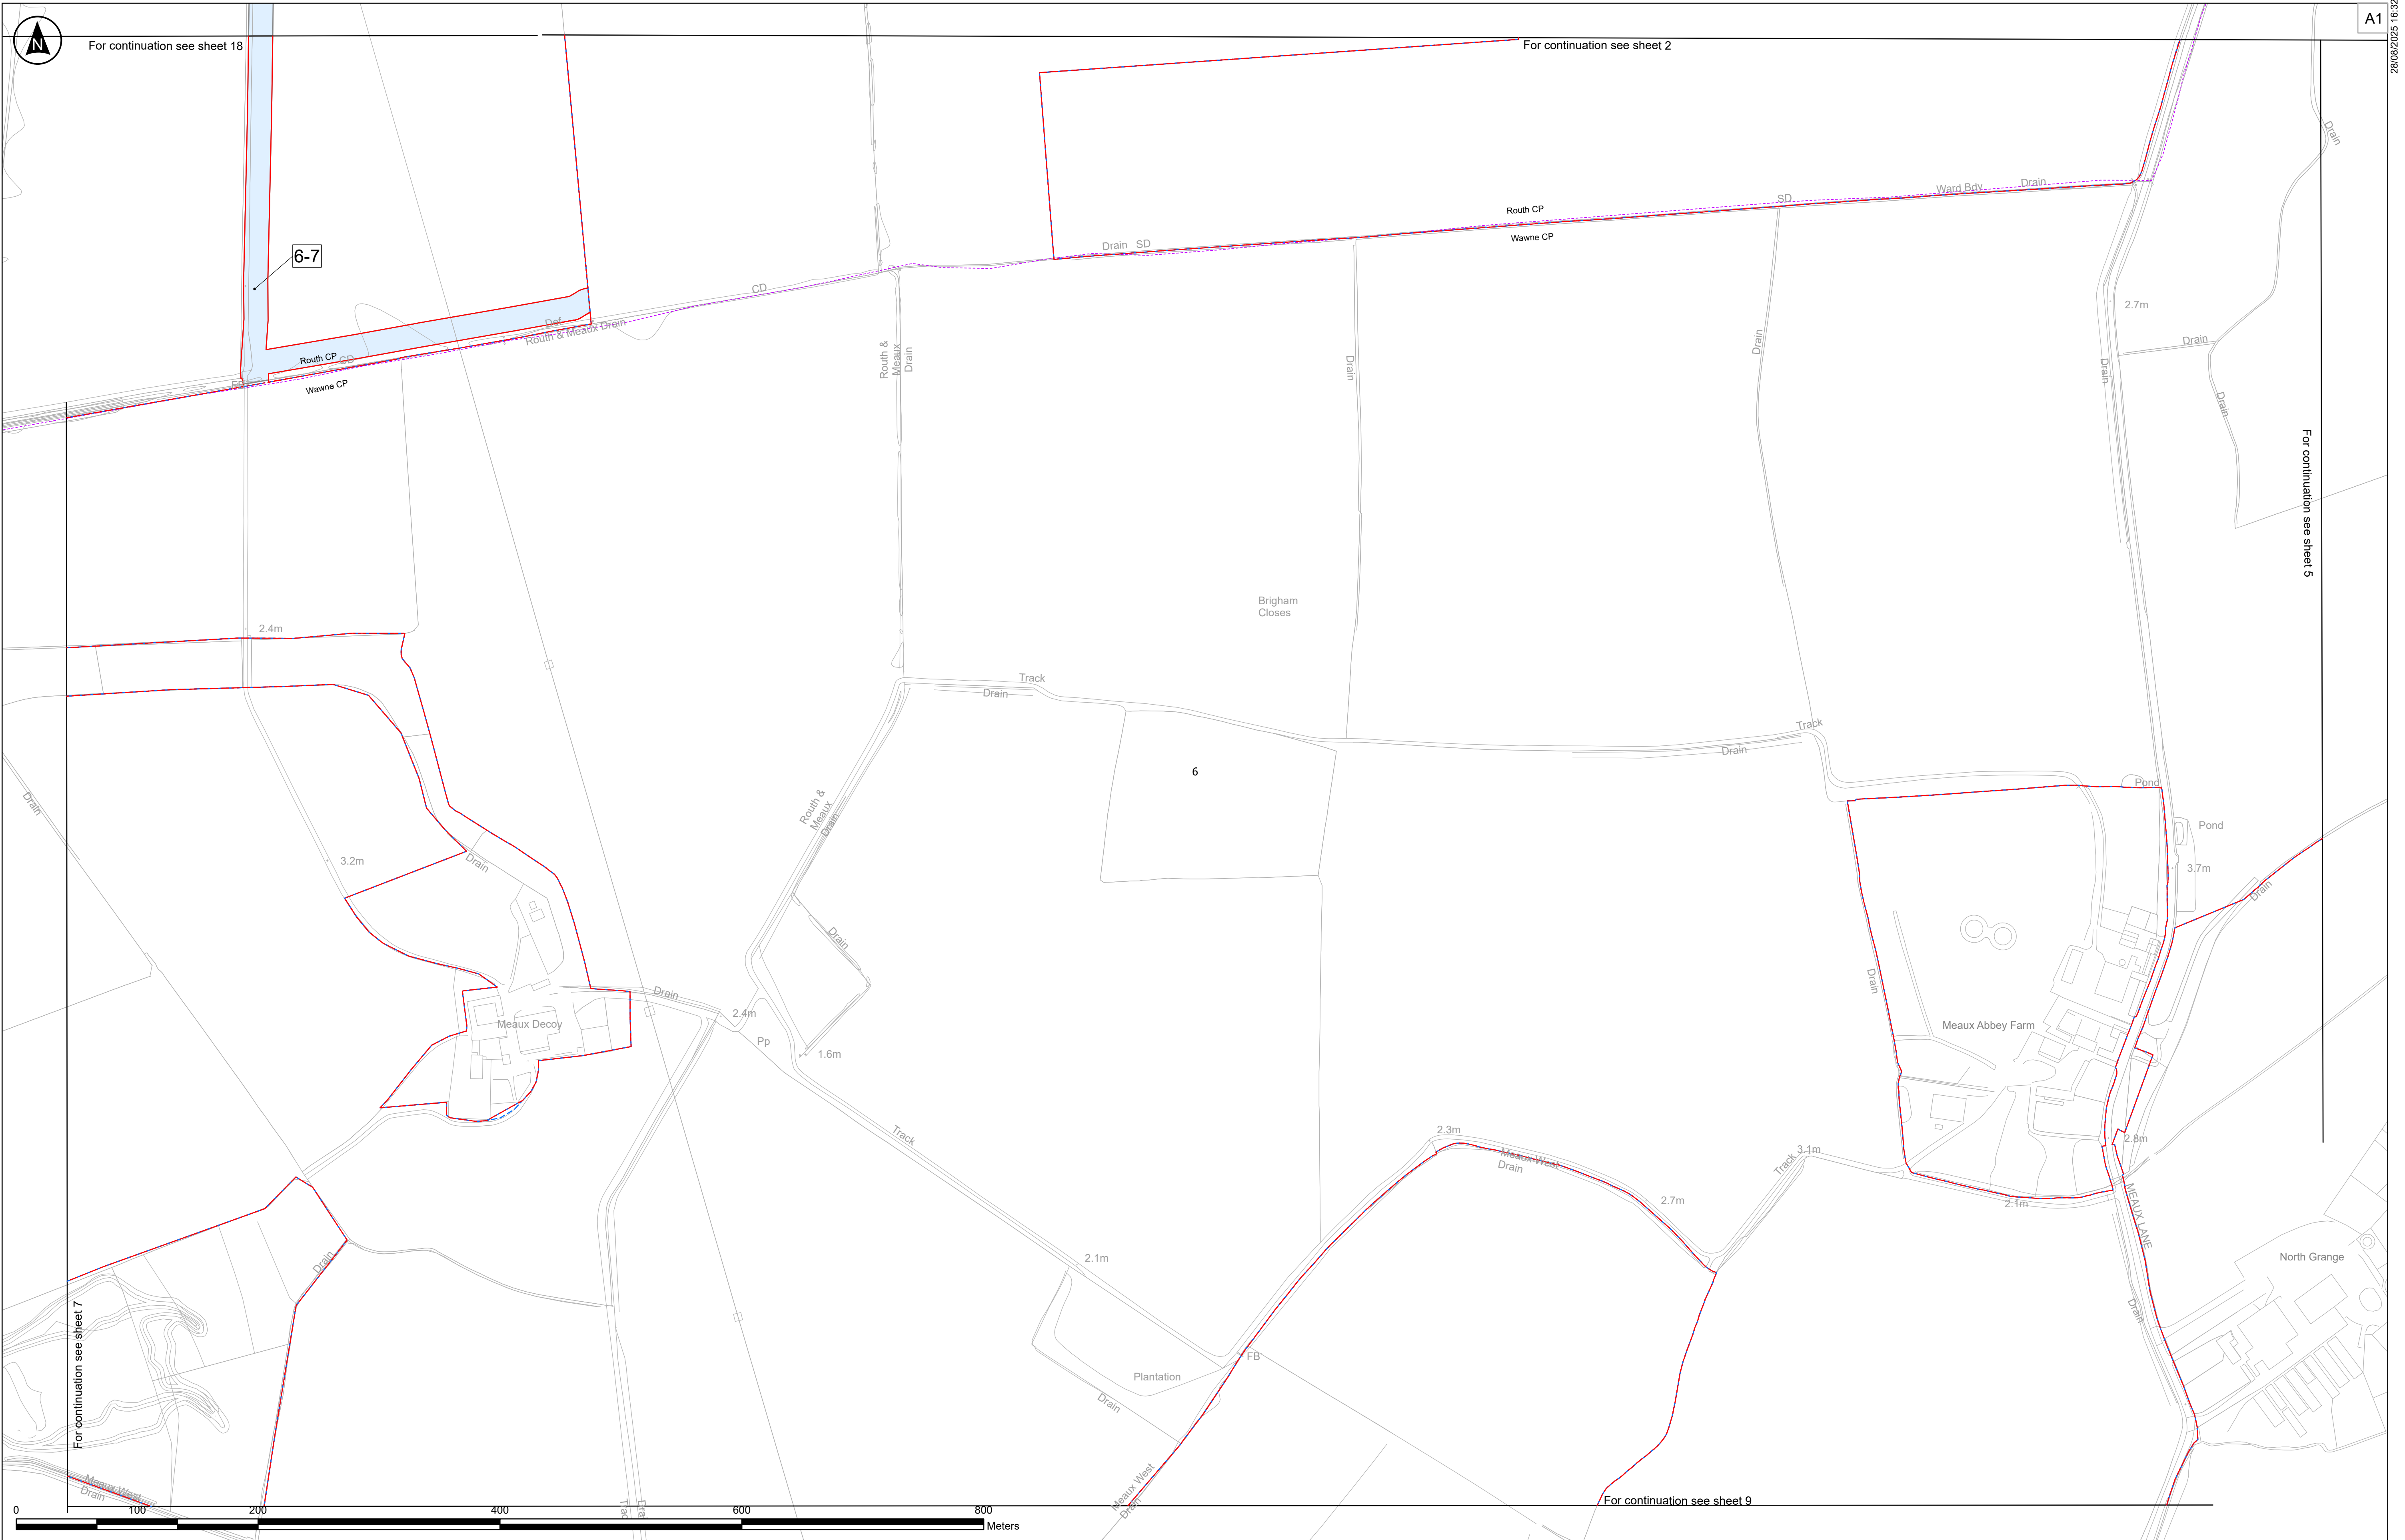 A1
28/08/2025 16:32
N
For continuation see sheet 18
For continuation see sheet 2
Drain
Ward Bdy
Drain
SD
Routh CP
Wawne CP
Drain
SD
6-7
CD
2.7m
Def
Routh & Meaux Drain
Routh CP
CD
Wawne CP
Routh &
Meaux
Drain
Drain
Drain
Drain
Drain
Drain
For continuation see sheet 5
Brigham
Closes
2.4m
Track
Drain
Track
Drain
6
Pond
Drain
Routh &
Meaux
Drain
Pond
3.2m
Drain
3.7m
Drain
Drain
Drain
Drain
2.4m
Meaux Decoy
Meaux Abbey Farm
Pp
1.6m
Track
2.3m
2.8m
Meaux West
Drain
3.1m
Track
2.7m
2.1m
MEAUX LANE
Drain
2.1m
North Grange
Drain
For continuation see sheet 7
FB
Plantation
Drain
Meaux West
Drain
Meaux West
Drain
For continuation see sheet 9
0
100
200
400
600
800
Meters